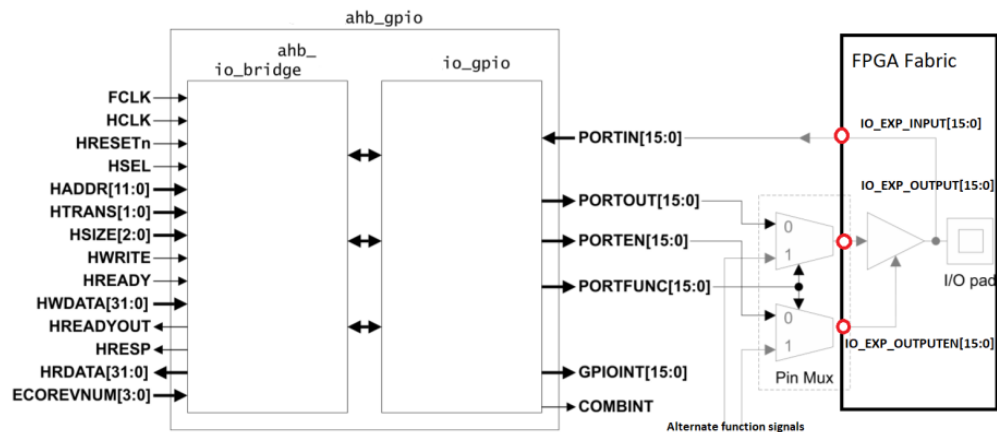 ahb_gpio
ahb_
io_bridge
io_gpio
FCLK
HCLK
HRESETn
HSEL
HADDR[11:0]
HTRANS[1:0]
HSIZE[2:0]
HWRITE
HREADY
HWDATA[31:0]
HREADYOUT
HRESP
HRDATA[31:0]
ECOREVNUM[3:0]
PORTIN[15:0]
PORTOUT[15:0]
PORTEN[15:0]
PORTFUNC[15:0]
GPIOINT[15:0]
COMBINT
0
1
0
1
Pin Mux
Alternate function signals
FPGA Fabric
IO_EXP_INPUT[15:0]
IO_EXP_OUTPUT[15:0]
I/O pad
IO_EXP_OUTPUTEN[15:0]